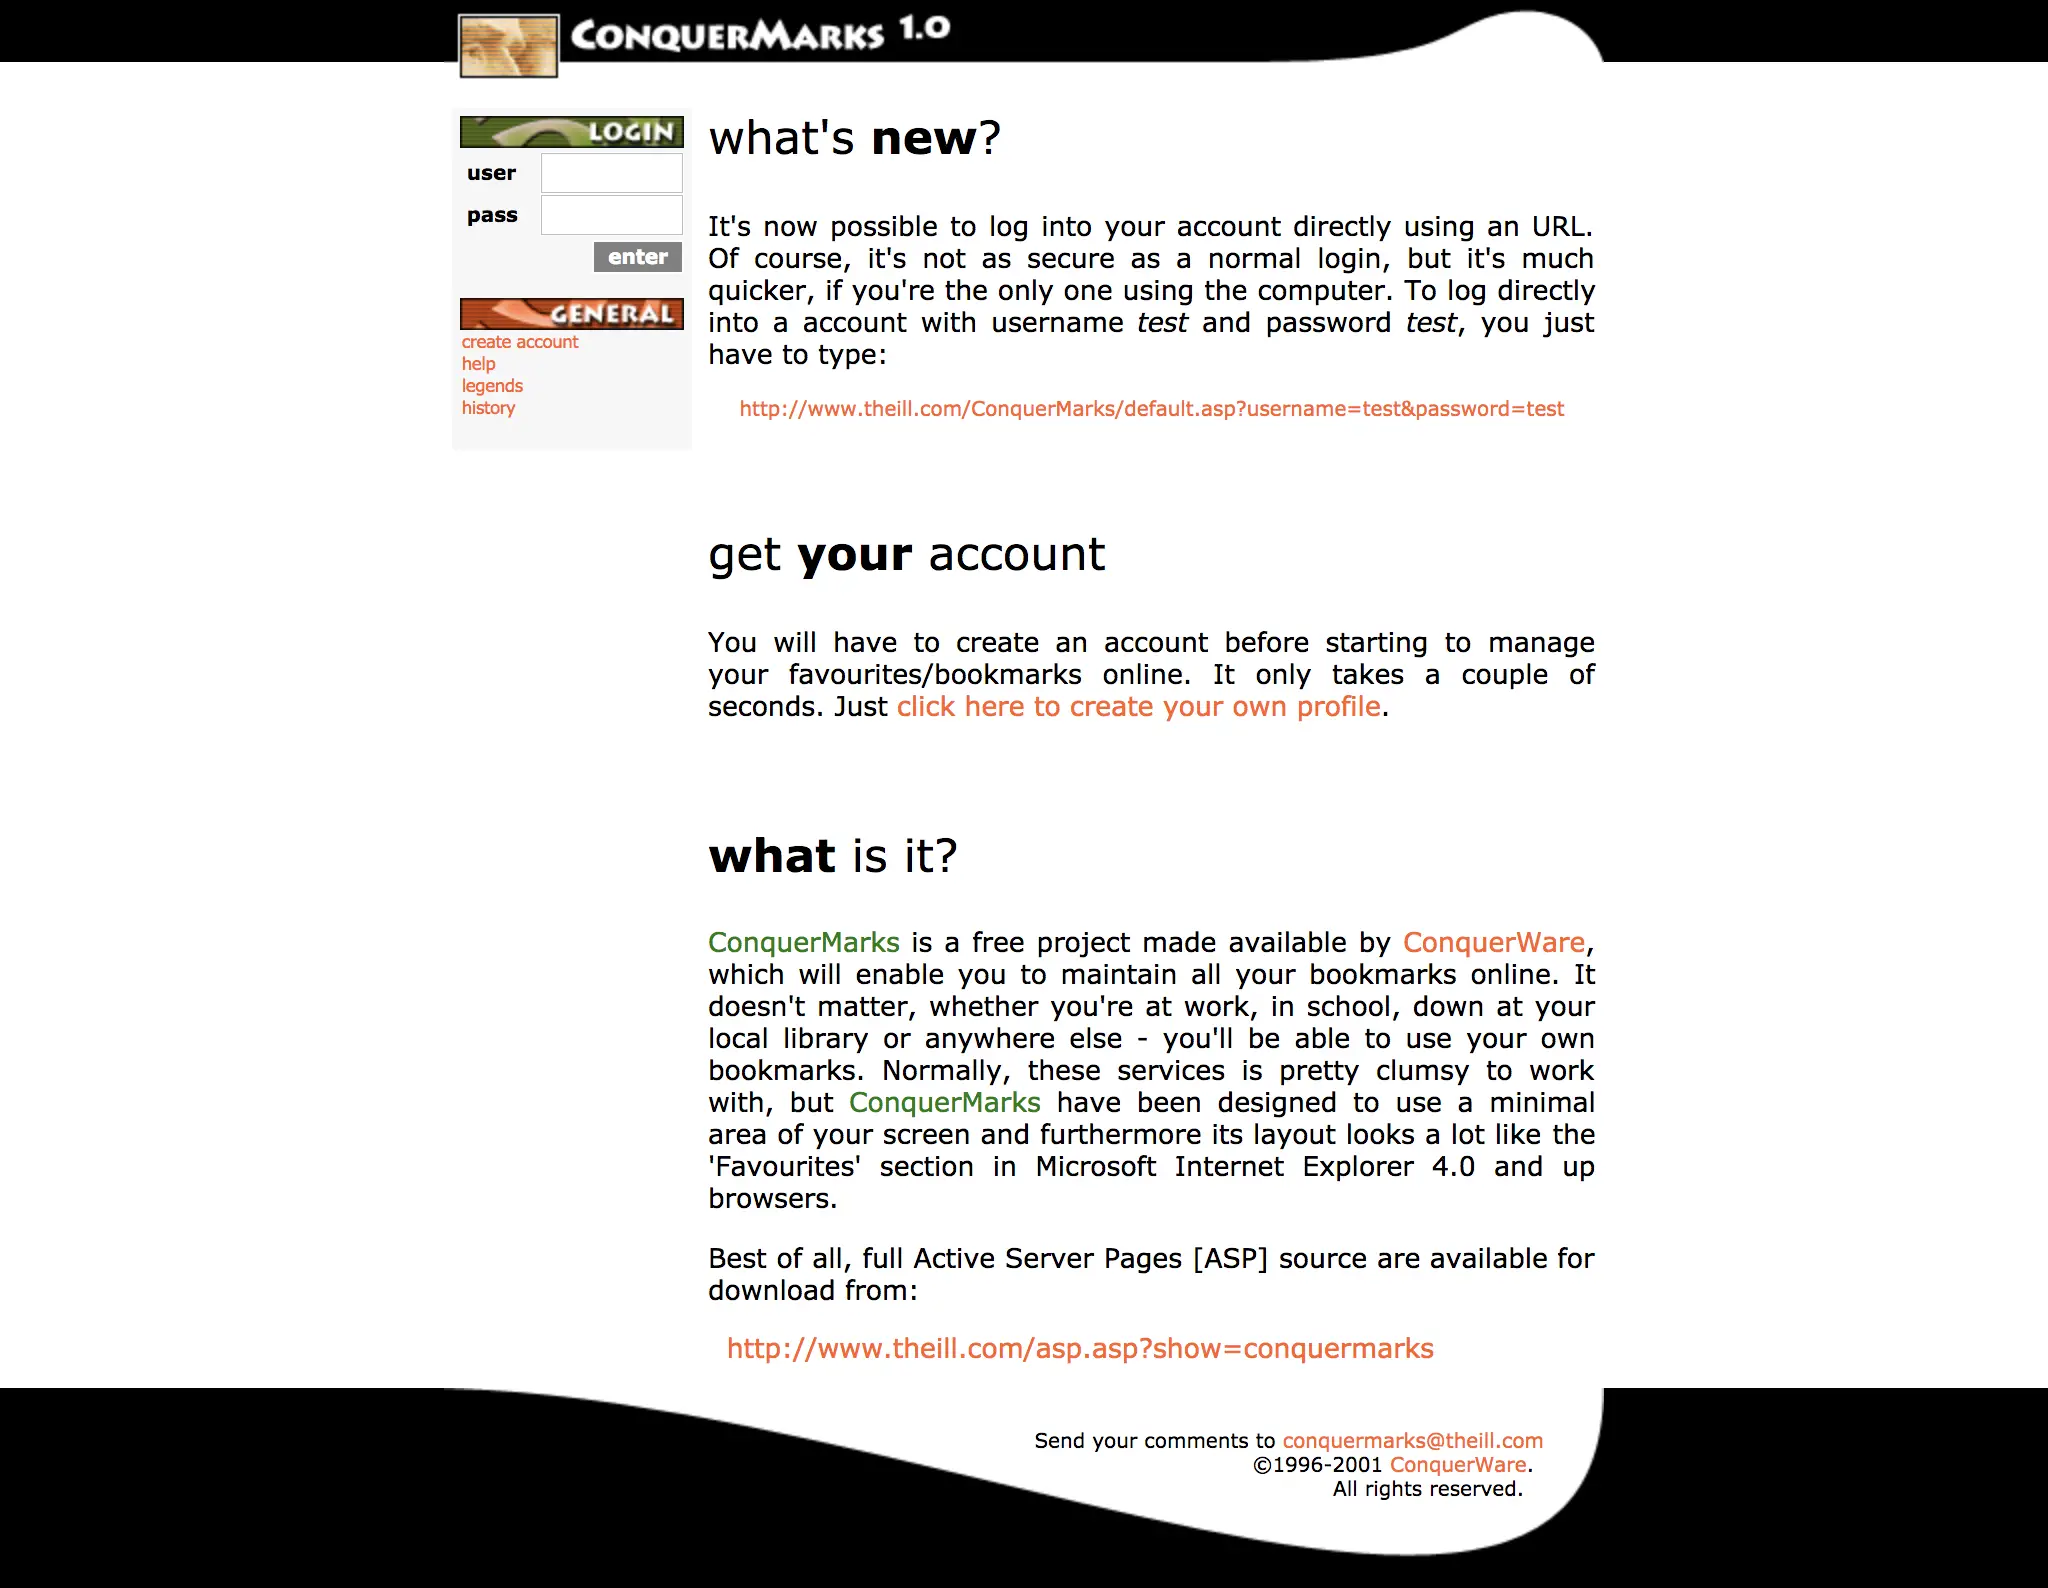 ConquerMarks 1.0
LOGIN
user
pass
enter
GENERAL
create account
help
legends
history
what's new?
It's now possible to log into your account directly using an URL.
Of course, it's not as secure as a normal login, but it's much
quicker, if you're the only one using the computer. To log directly
into a account with username test and password test, you just
have to type:
http://www.theill.com/ConquerMarks/default.asp?username=test&password=test
get your account
You will have to create an account before starting to manage
your favourites/bookmarks online. It only takes a couple of
seconds. Just click here to create your own profile.
what is it?
ConquerMarks is a free project made available by ConquerWare,
which will enable you to maintain all your bookmarks online. It
doesn't matter, whether you're at work, in school, down at your
local library or anywhere else - you'll be able to use your own
bookmarks. Normally, these services is pretty clumsy to work
with, but ConquerMarks have been designed to use a minimal
area of your screen and furthermore its layout looks a lot like the
'Favourites' section in Microsoft Internet Explorer 4.0 and up
browsers.
Best of all, full Active Server Pages [ASP] source are available for
download from:
http://www.theill.com/asp.asp?show=conquermarks
Send your comments to conquermarks@theill.com
©1996-2001 ConquerWare.
All rights reserved.